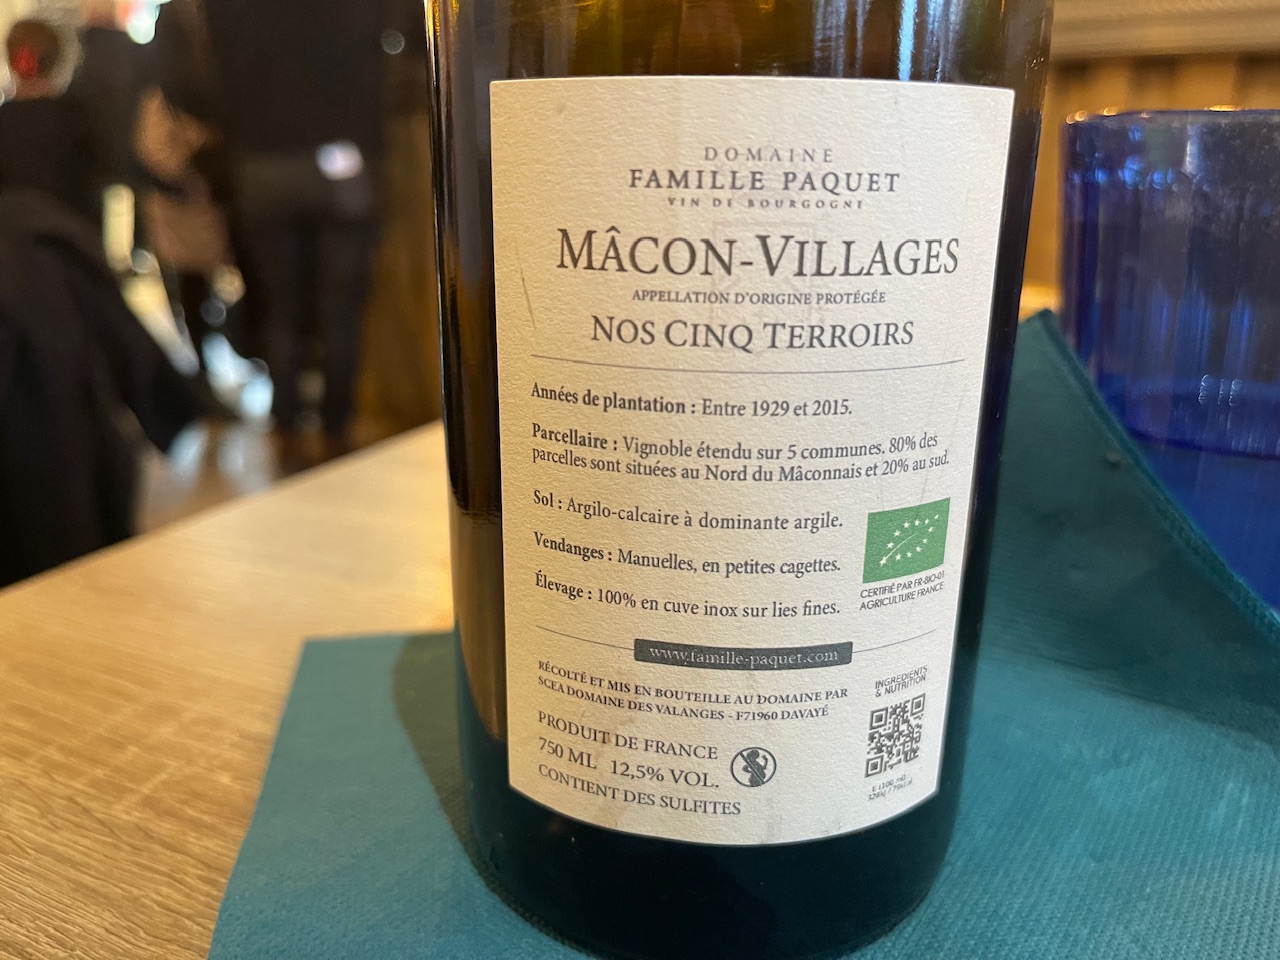 DOMAINE
FAMILLE PAQUET
VIN DE BOURGOGNE
MÂCON-VILLAGES
APPELLATION D'ORIGINE PROTÉGÉE
NOS CINQ TERROIRS
Années de plantation : Entre 1929 et 2015.
Parcellaire : Vignoble étendu sur 5 communes. 80% des
parcelles sont situées au Nord du Mâconnais et 20% au sud.
Sol : Argilo-calcaire à dominante argile.
Vendanges : Manuelles, en petites cagettes.
Élevage : 100% en cuve inox sur lies fines.
CERTIFIÉ PAR FR-BIO-01
AGRICULTURE FRANCE
www.famille-paquet.com
RÉCOLTÉ ET MIS EN BOUTEILLE AU DOMAINE PAR
SCEA DOMAINE DES VALANGES - F71960 DAVAYÉ
PRODUIT DE FRANCE
750 ML 12,5% VOL.
CONTIENT DES SULFITES
INGREDIENTS
& NUTRITION
E (100 ml)